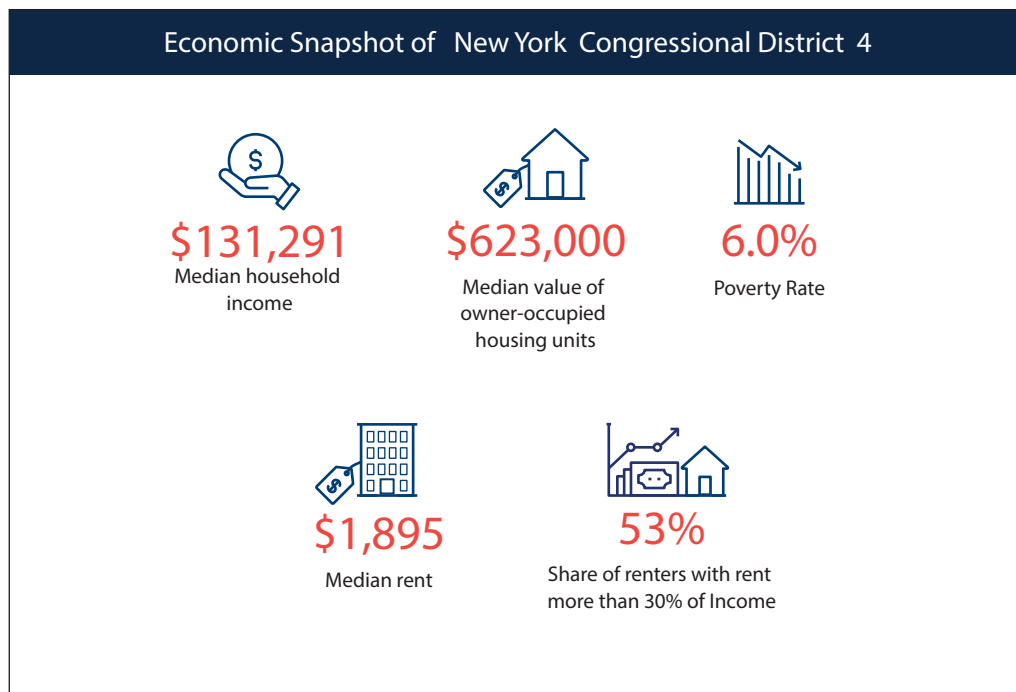 Economic Snapshot of New York Congressional District 4
$
$131,291
Median household
income
$
$623,000
Median value of
owner-occupied
housing units
6.0%
Poverty Rate
$
$1,895
Median rent
53%
Share of renters with rent
more than 30% of Income